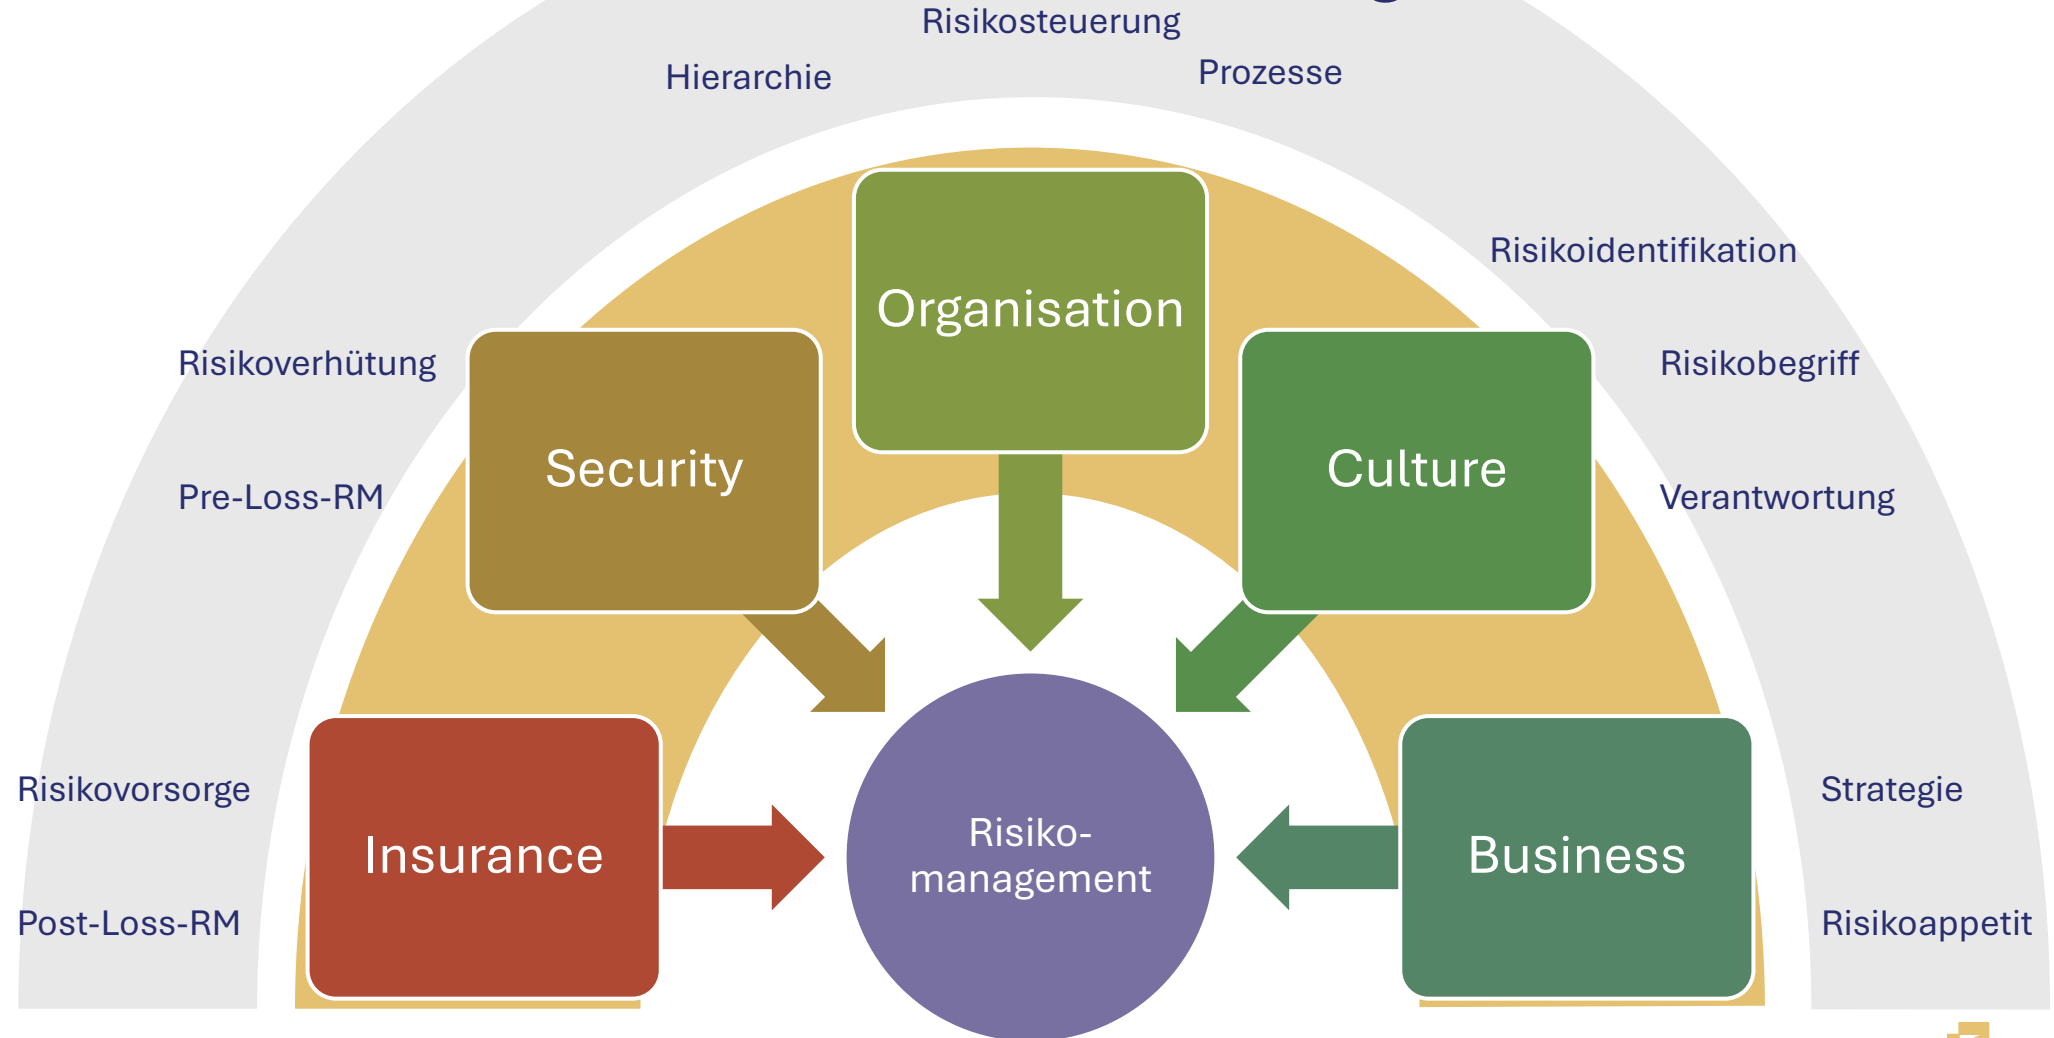 Risikosteuerung
Hierarchie
Prozesse
Organisation
Risikoidentifikation
Risikoverhütung
Risikobegriff
Security
Culture
Pre-Loss-RM
Verantwortung
Risikovorsorge
Strategie
Insurance
Risiko-
management
Business
Post-Loss-RM
Risikoappetit